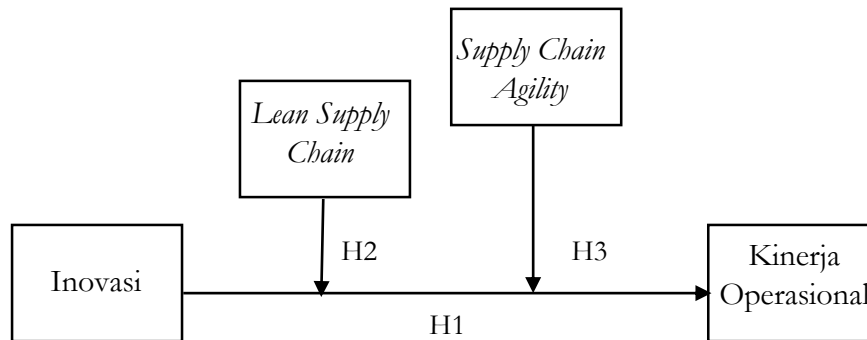 Supply Chain
Agility
Lean Supply
Chain
H2
H3
Inovasi
Kinerja
Operasional
H1